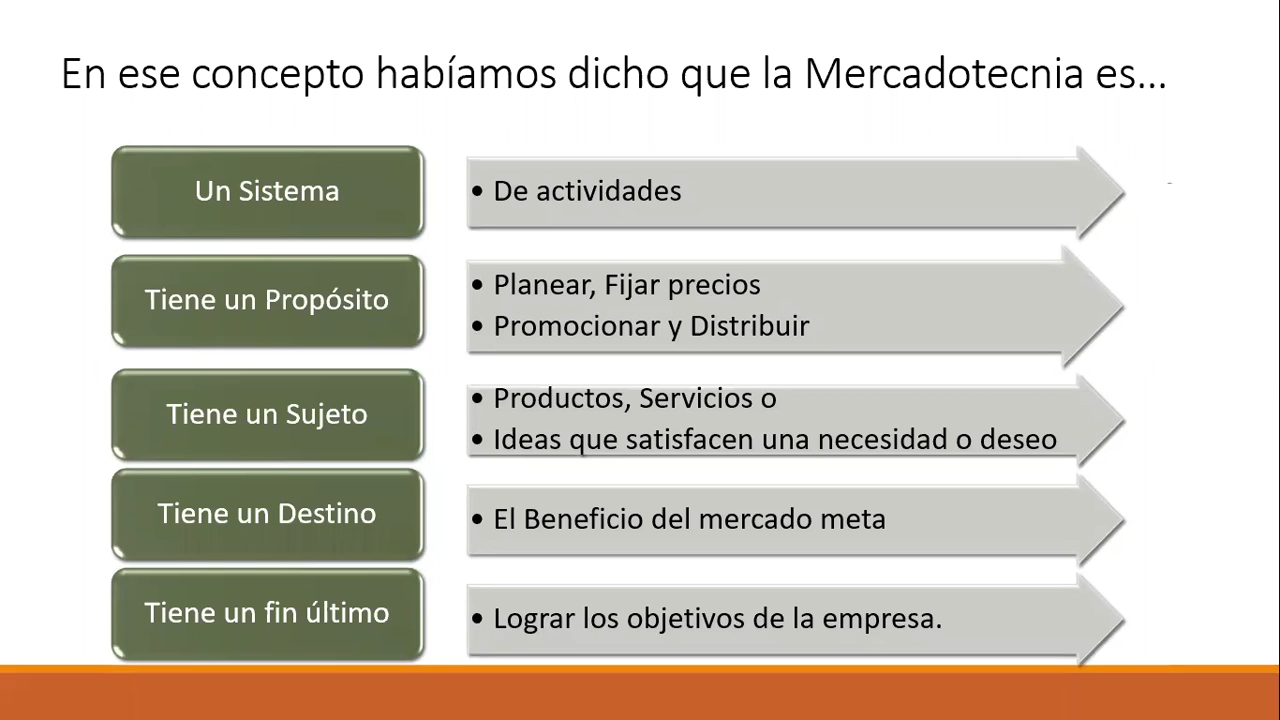 En ese concepto habíamos dicho que la Mercadotecnia es...
Un Sistema
• De actividades
Tiene un Propósito
• Planear, Fijar precios
• Promocionar y Distribuir
Tiene un Sujeto
• Productos, Servicios o
• Ideas que satisfacen una necesidad o deseo
Tiene un Destino
• El Beneficio del mercado meta
Tiene un fin último
• Lograr los objetivos de la empresa.